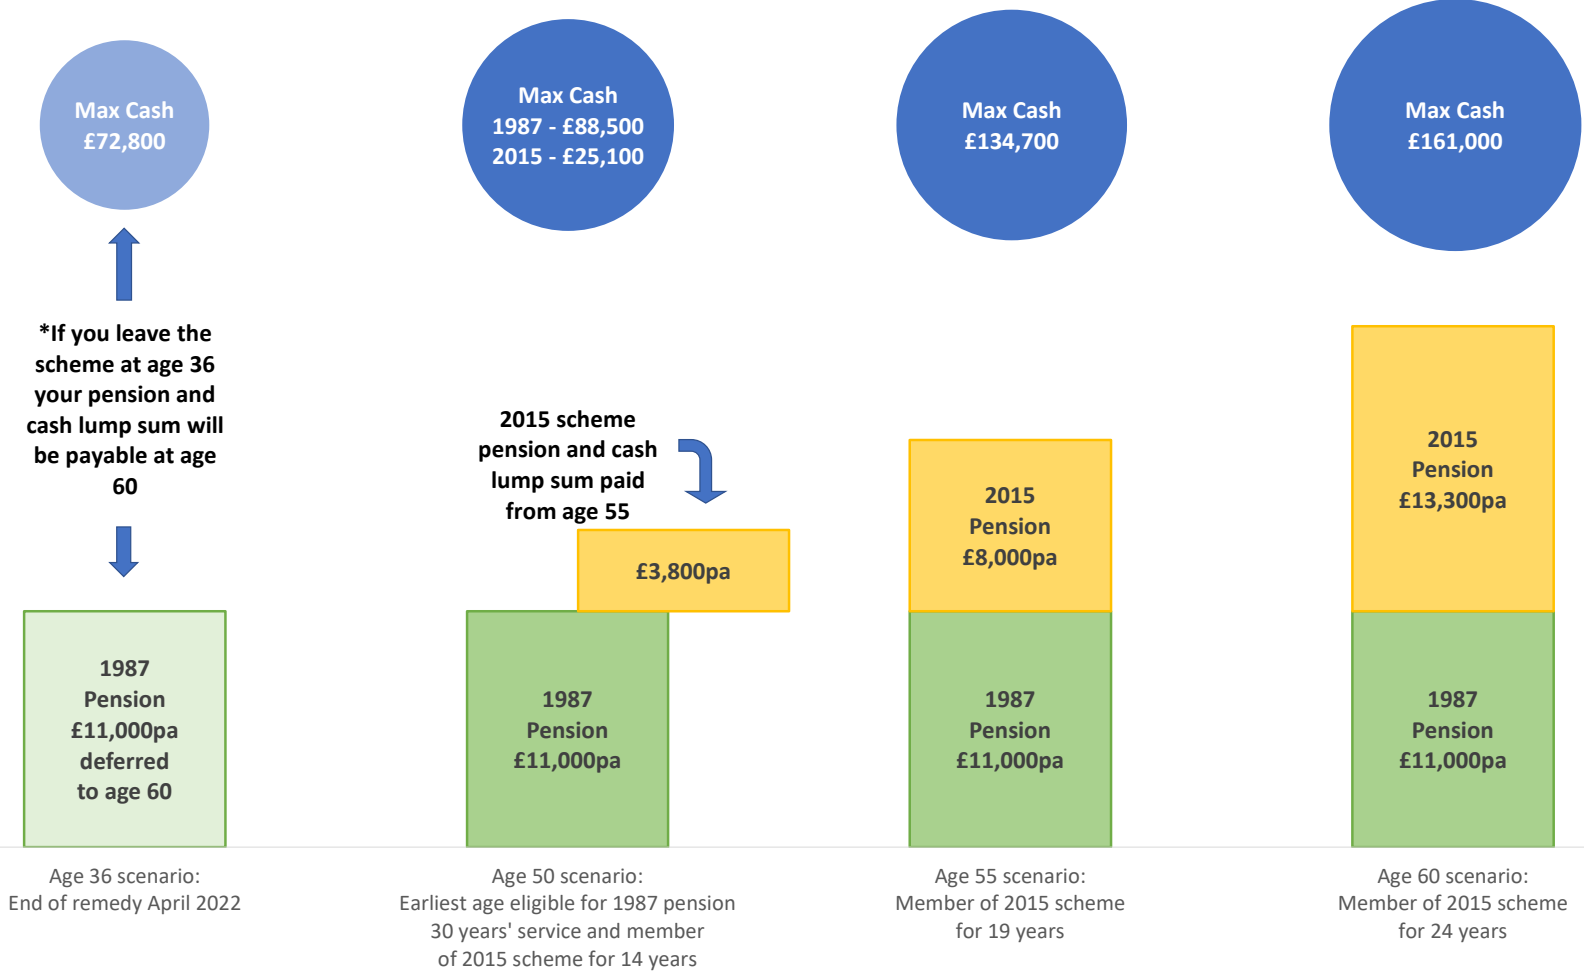 Max Cash
£72,800
Max Cash
1987 - £88,500
2015 - £25,100
Max Cash
£134,700
Max Cash
£161,000
*If you leave the
scheme at age 36
your pension and
cash lump sum will
be payable at age
60
2015 scheme
pension and cash
lump sum paid
from age 55
£3,800pa
2015
Pension
£8,000pa
2015
Pension
£13,300pa
1987
Pension
£11,000pa
deferred
to age 60
1987
Pension
£11,000pa
1987
Pension
£11,000pa
1987
Pension
£11,000pa
Age 36 scenario:
End of remedy April 2022
Age 50 scenario:
Earliest age eligible for 1987 pension
30 years' service and member
of 2015 scheme for 14 years
Age 55 scenario:
Member of 2015 scheme
for 19 years
Age 60 scenario:
Member of 2015 scheme
for 24 years